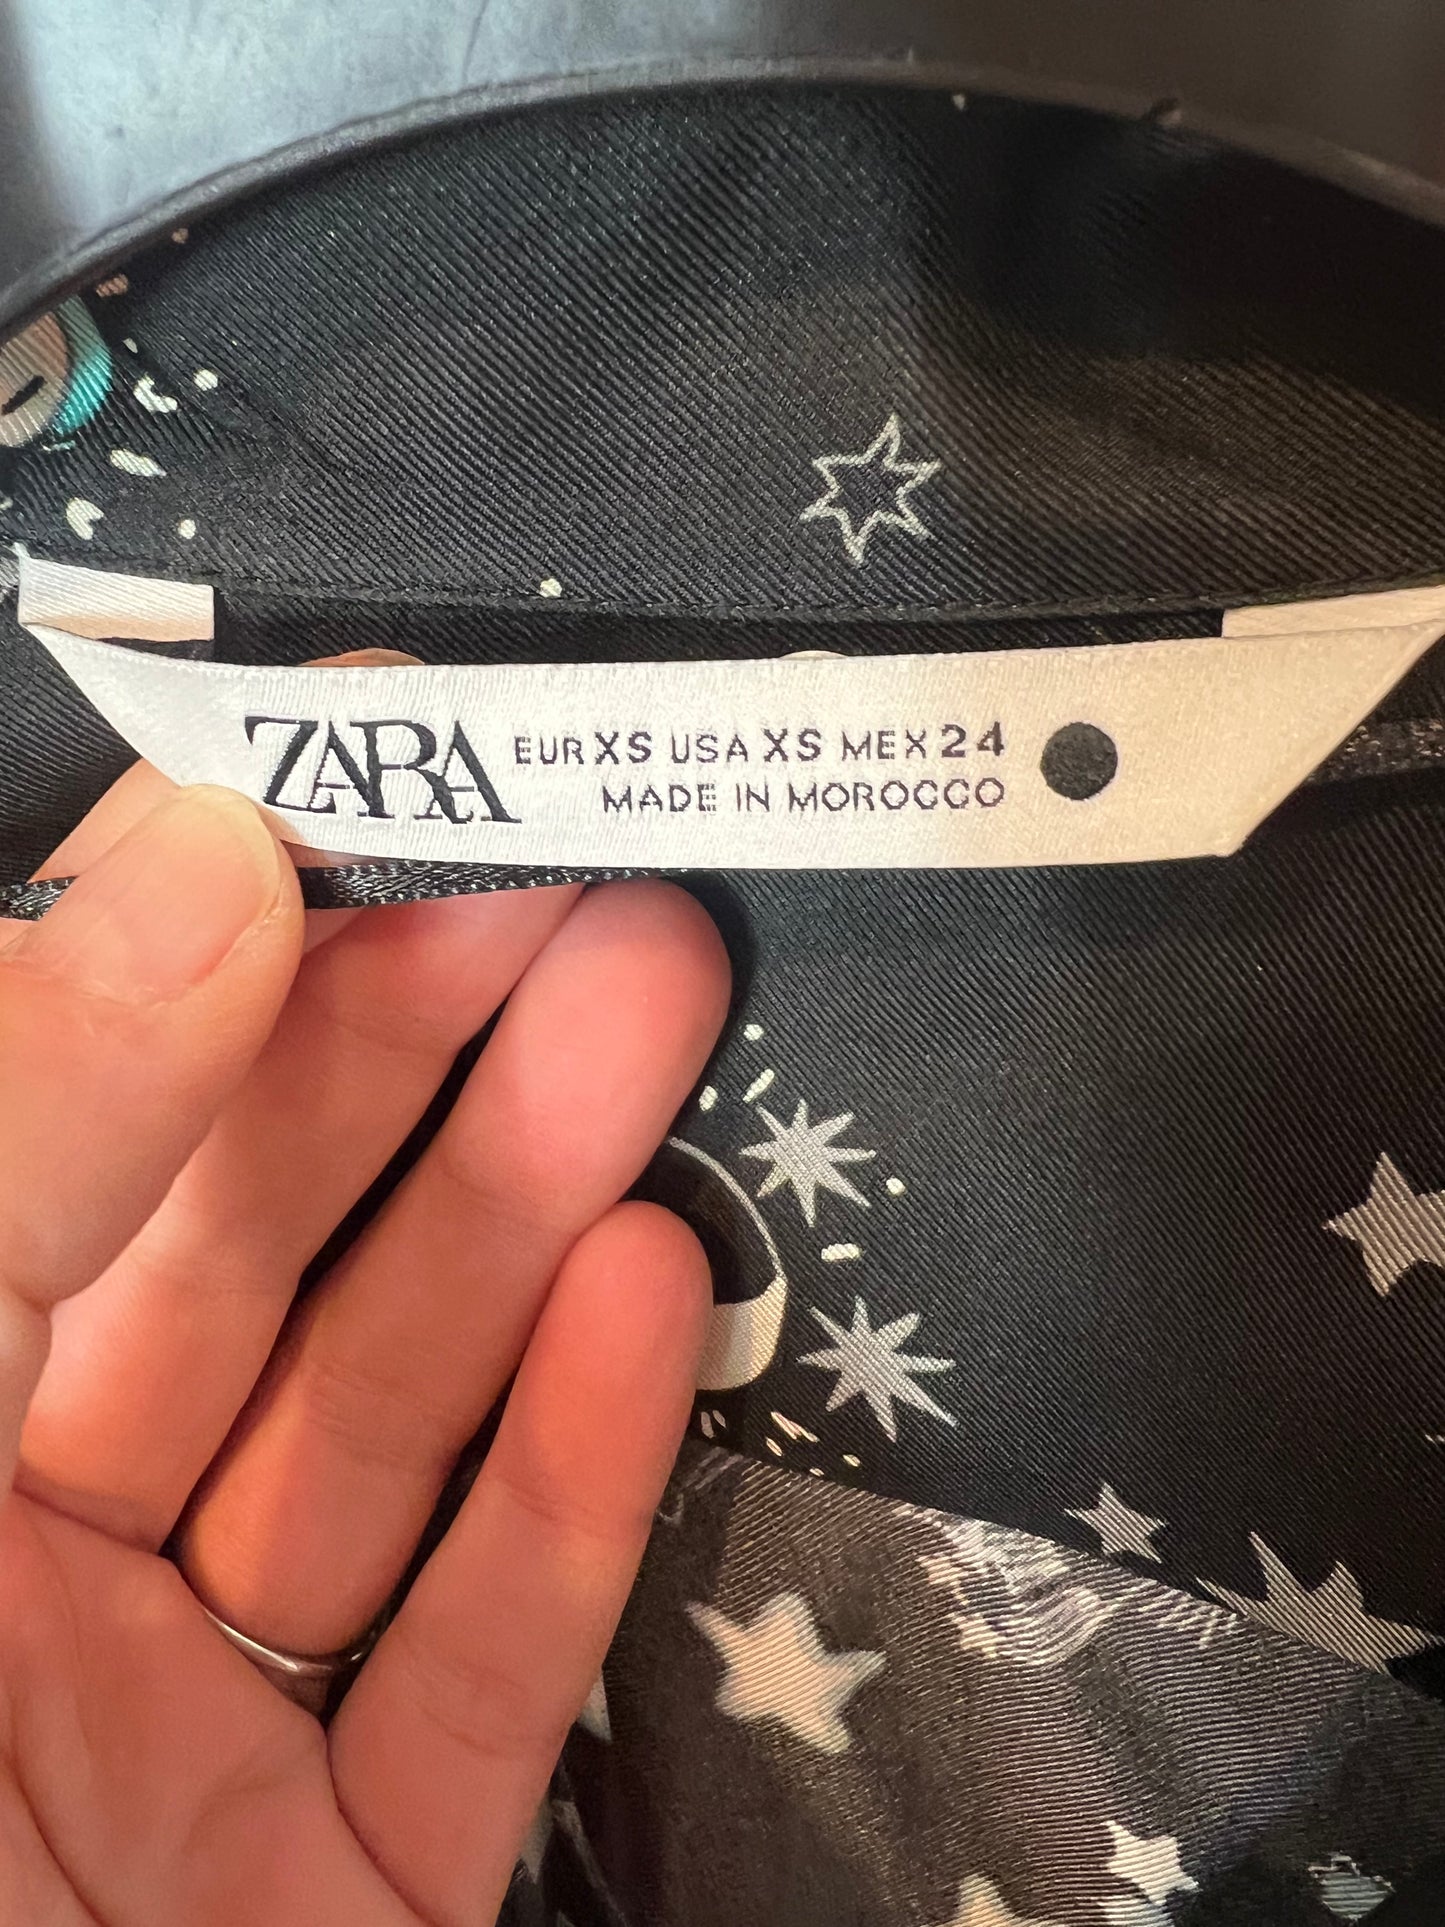 ZARA EUR XS USA XS MEX 24
MADE IN MOROCCO